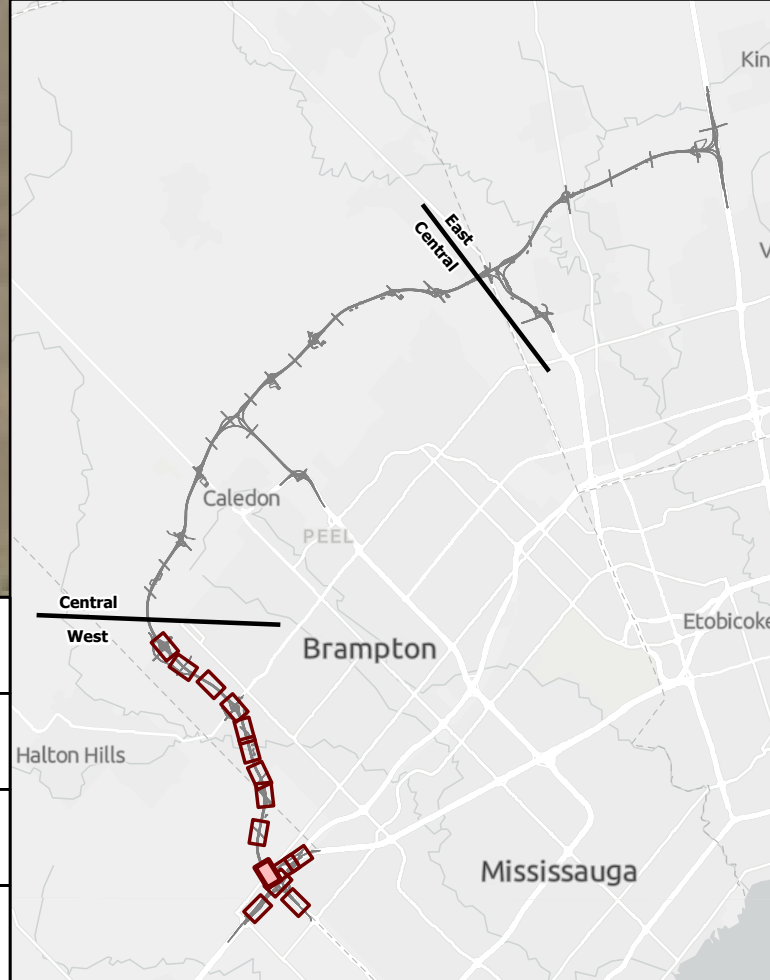 Kin
East
Central
V
Caledon
PEEL
Central
West
Etobicoke
Brampton
Halton Hills
Mississauga